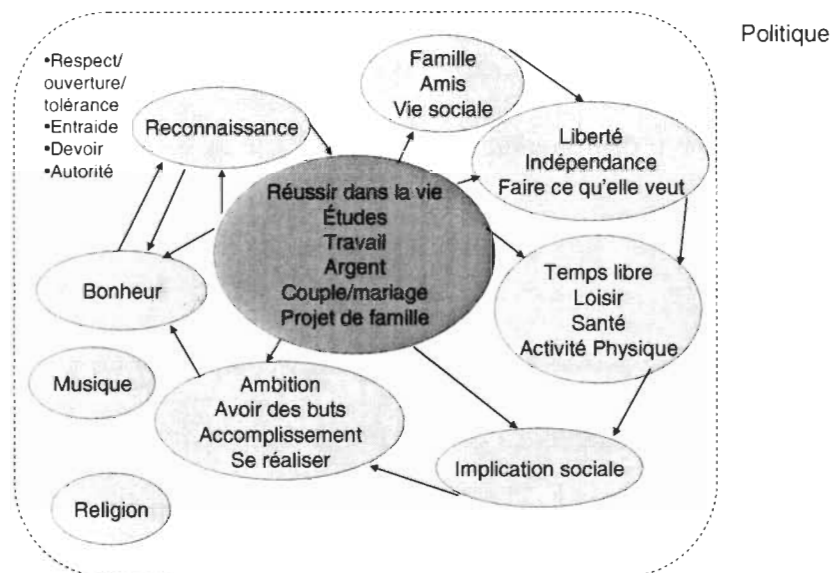 Politique
•Respect/
ouverture/
tolérance
•Entraide
•Devoir
•Autorité
Reconnaissance
Famille
Amis
Vie sociale
Liberté
Indépendance
Faire ce qu'elle veut
Réussir dans la vie
Études
Travail
Argent
Couple/mariage
Projet de famille
Bonheur
Temps libre
Loisir
Santé
Activité Physique
Musique
Ambition
Avoir des buts
Accomplissement
Se réaliser
Implication sociale
Religion